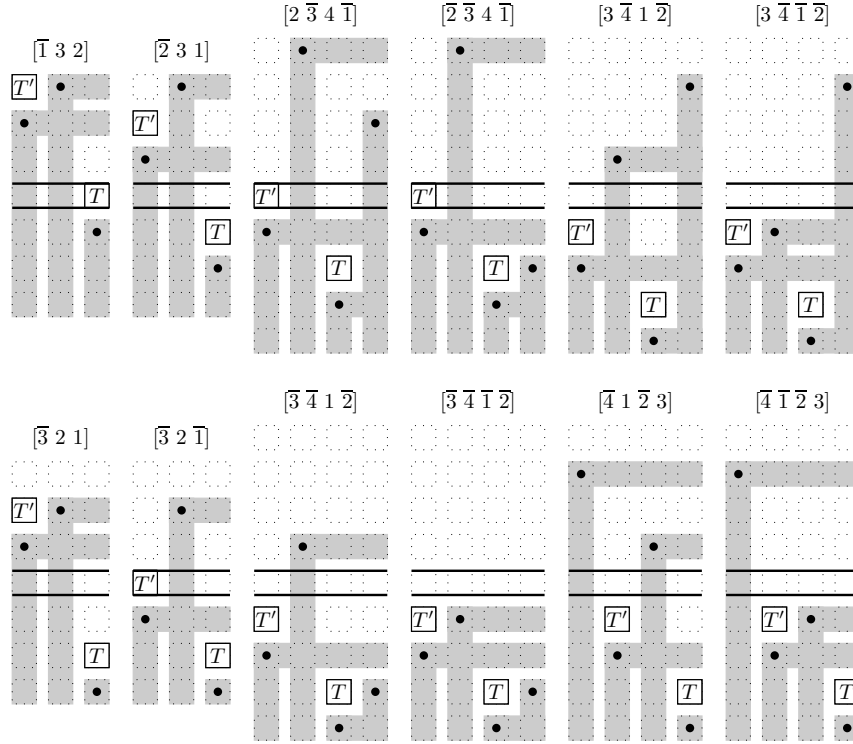 [2 3̅ 4 1̅] [2̅ 3̅ 4 1̅] [3 4̅ 1 2̅] [3 4̅ 1̅ 2̅]
[1̅ 3 2] [2̅ 3 1]
T′
T′
T T′ T′
T T′ T′
T T
T T
[3̅ 4̅ 1 2̅] [3̅ 4̅ 1̅ 2̅] [4̅ 1 2̅ 3] [4̅ 1̅ 2̅ 3]
[3̅ 2 1] [3̅ 2 1̅]
T′
T′
T′ T′ T′ T′
T T
T T T T